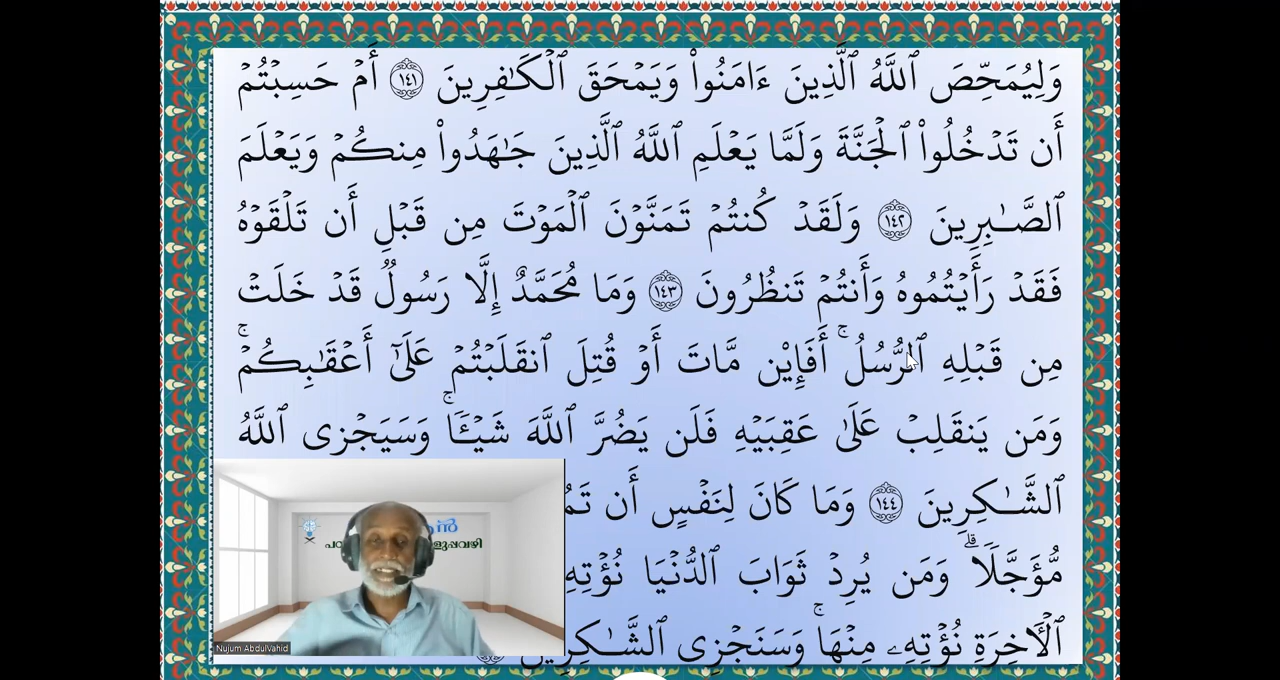 وَلِيُمَحِّصَ ٱللَّهُ ٱلَّذِينَ ءَامَنُوا۟ وَيَمْحَقَ ٱلْكَـٰفِرِينَ ١٤١ أَمْ حَسِبْتُمْ
أَن تَدْخُلُوا۟ ٱلْجَنَّةَ وَلَمَّا يَعْلَمِ ٱللَّهُ ٱلَّذِينَ جَـٰهَدُوا۟ مِنكُمْ وَيَعْلَمَ
ٱلصَّـٰبِرِينَ ١٤٢ وَلَقَدْ كُنتُمْ تَمَنَّوْنَ ٱلْمَوْتَ مِن قَبْلِ أَن تَلْقَوْهُ
فَقَدْ رَأَيْتُمُوهُ وَأَنتُمْ تَنظُرُونَ ١٤٣ وَمَا مُحَمَّدٌ إِلَّا رَسُولٌ قَدْ خَلَتْ
مِن قَبْلِهِ ٱلرُّسُلُ ۚ أَفَإِي۟ن مَّاتَ أَوْ قُتِلَ ٱنقَلَبْتُمْ عَلَىٰٓ أَعْقَـٰبِكُمْ ۚ
وَمَن يَنقَلِبْ عَلَىٰ عَقِبَيْهِ فَلَن يَضُرَّ ٱللَّهَ شَيْـًٔا ۚ وَسَيَجْزِى ٱللَّهُ
ٱلشَّـٰكِرِينَ ١٤٤ وَمَا كَانَ لِنَفْسٍ أَن
مُّؤَجَّلًا ۗ وَمَن يُرِدْ ثَوَابَ ٱلدُّنْيَا نُؤْتِهِ
ٱلْـَٔاخِرَةِ نُؤْتِهِۦ مِنْهَا ۚ وَسَنَجْزِى ٱلشَّـٰكِرِينَ
Nujum AbdulVahid